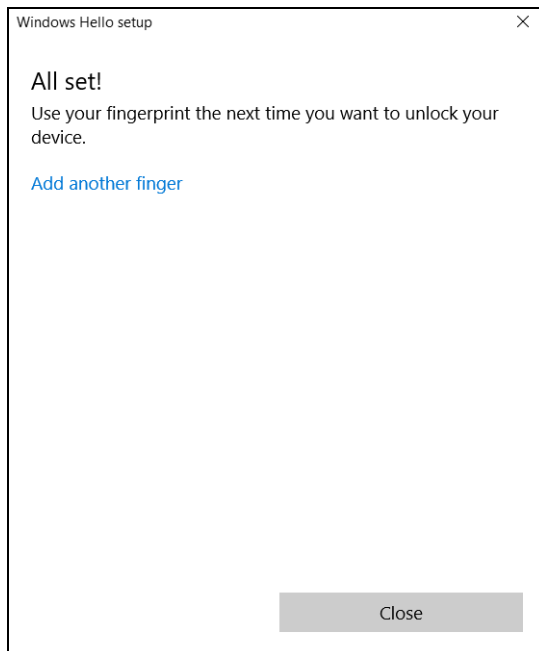 Windows Hello setup
All set!
Use your fingerprint the next time you want to unlock your
device.
Add another finger
Close